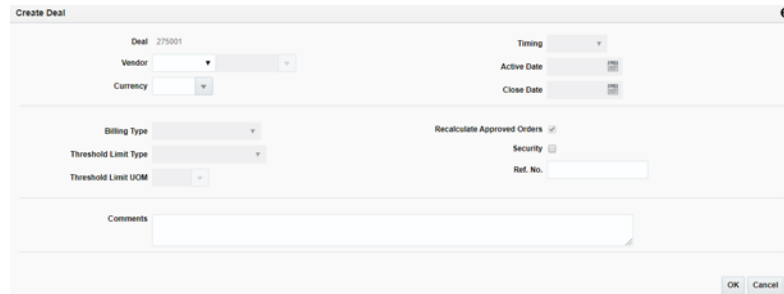 Create Deal
Deal 275001
Vendor
Currency
Timing
Active Date
Close Date
Billing Type
Threshold Limit Type
Threshold Limit UOM
Recalculate Approved Orders
Security
Ref. No.
Comments
OK Cancel